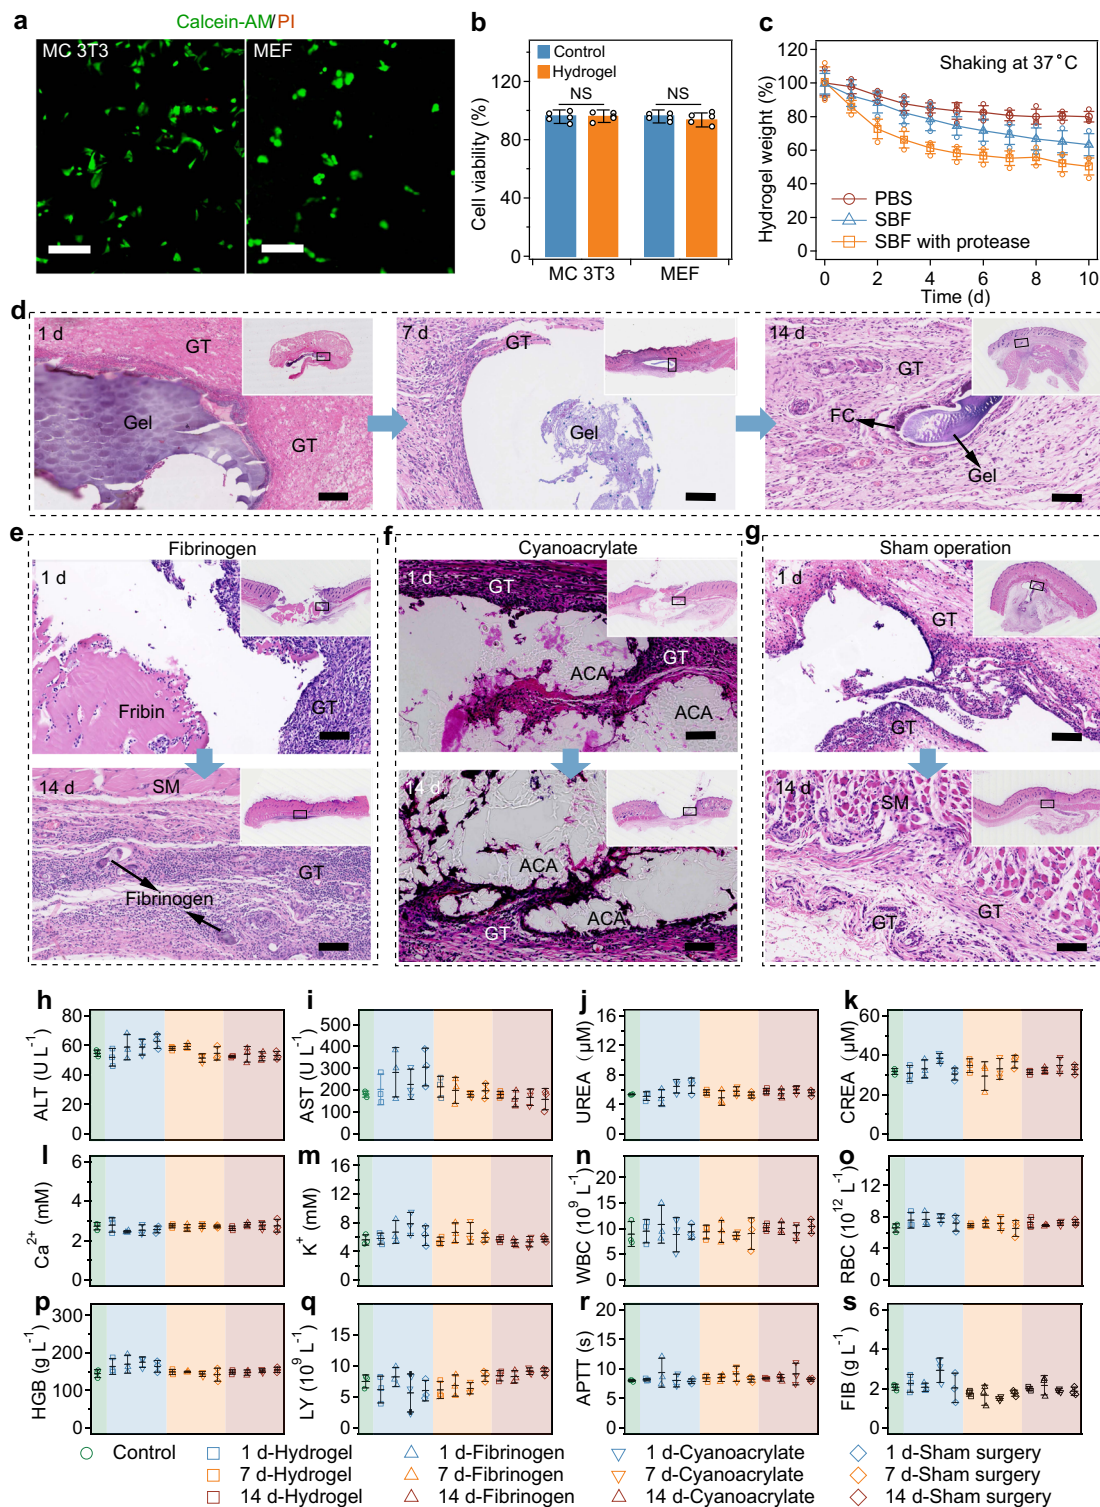 a
Calcein-AM/PI
MC 3T3
MEF
b
Control
Hydrogel
NS
NS
Cell viability (%)
140
100
60
20
0
MC 3T3
MEF
c
Shaking at 37°C
Hydrogel weight (%)
120
100
80
60
40
20
0
PBS
SBF
SBF with protease
0 2 4 6 8 10
Time (d)
d
1 d
GT
Gel
GT
7 d
GT
Gel
14 d
GT
FC
Gel
e
Fibrinogen
1 d
Fribin
GT
14 d
SM
GT
Fibrinogen
f
Cyanoacrylate
1 d
GT
GT
ACA
ACA
14 d
ACA
ACA
GT
g
Sham operation
1 d
GT
GT
14 d
SM
GT
GT
h
ALT (U L⁻¹)
80
60
40
20
0
i
AST (U L⁻¹)
500
400
300
200
100
0
j
UREA (μM)
14
10
6
2
0
k
CREA (μM)
60
40
20
0
l
Ca²⁺ (mM)
6
4
2
0
m
K⁺ (mM)
16
12
8
4
0
n
WBC (10⁹ L⁻¹)
20
15
10
5
0
o
RBC (10¹² L⁻¹)
12
8
4
0
p
HGB (g L⁻¹)
300
200
100
0
q
LY (10⁹ L⁻¹)
15
10
5
0
r
APTT (s)
20
15
10
5
0
s
FIB (g L⁻¹)
6
4
2
0
Control
1 d-Hydrogel
1 d-Fibrinogen
1 d-Cyanoacrylate
1 d-Sham surgery
7 d-Hydrogel
7 d-Fibrinogen
7 d-Cyanoacrylate
7 d-Sham surgery
14 d-Hydrogel
14 d-Fibrinogen
14 d-Cyanoacrylate
14 d-Sham surgery